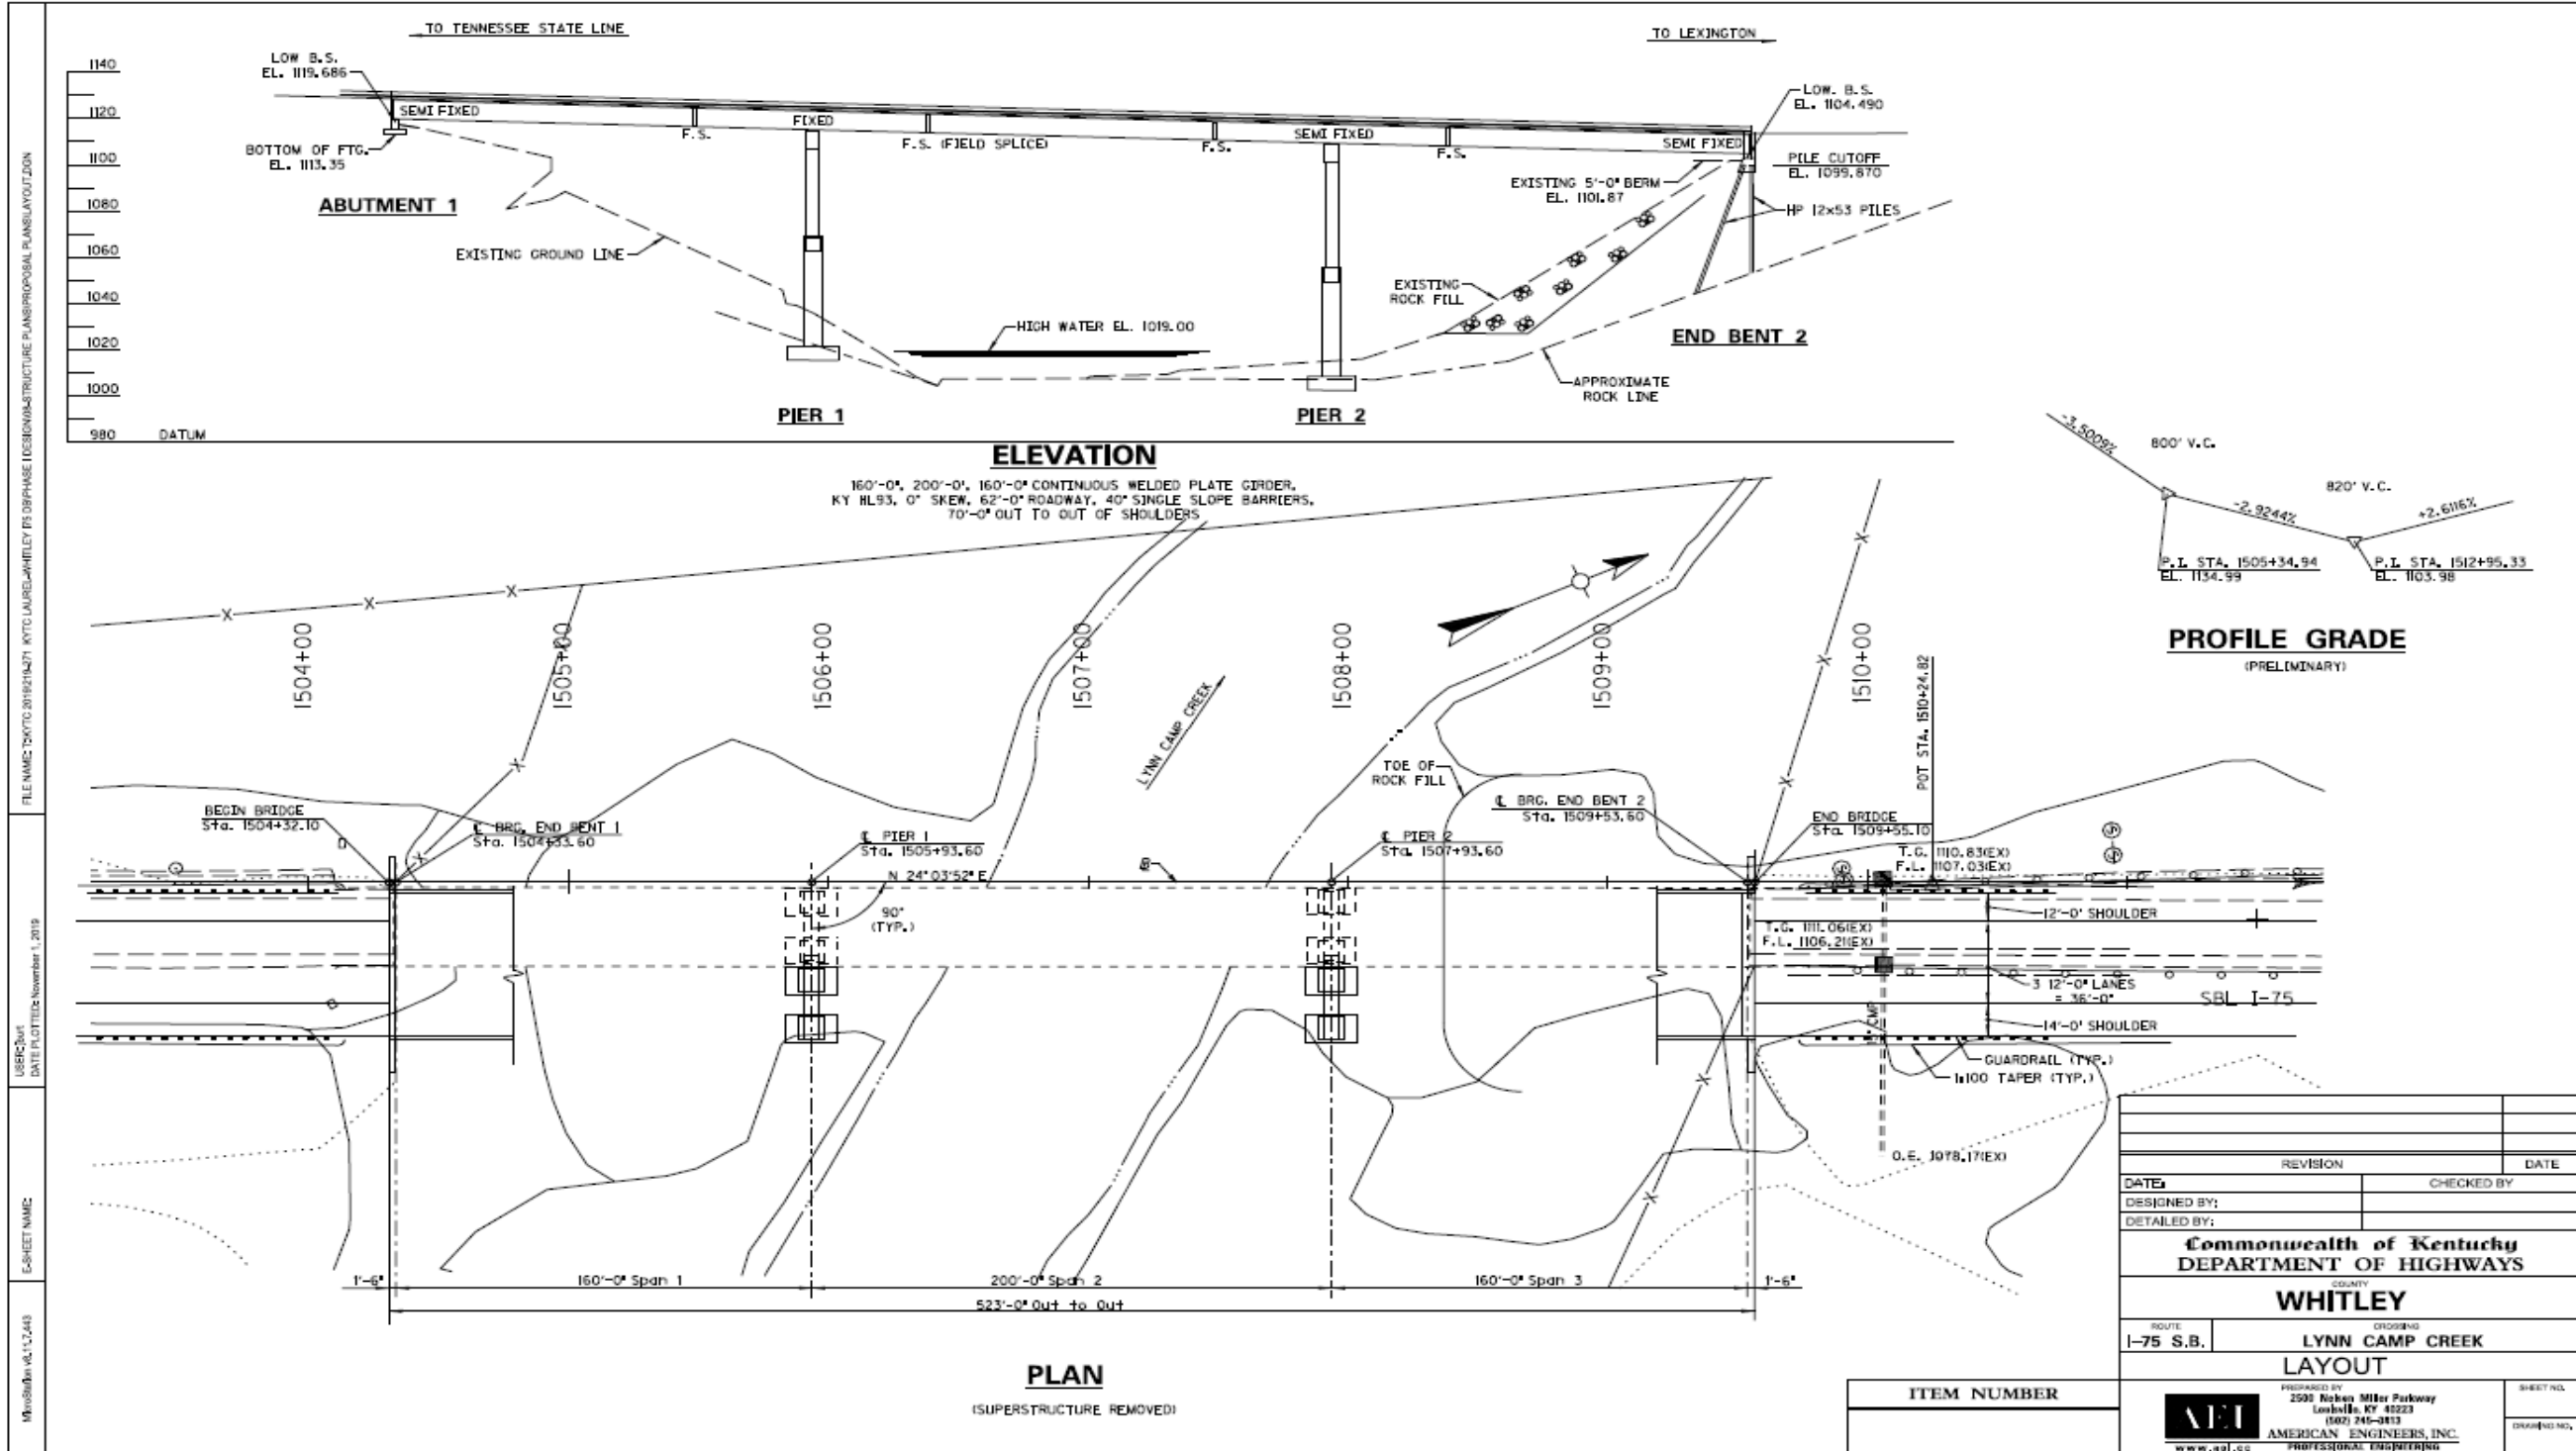 TO TENNESSEE STATE LINE
TO LEXINGTON
1140
1120
1100
1080
1060
1040
1020
1000
980
DATUM
LOW B.S.
EL. 1119.686
SEMI FIXED
BOTTOM OF FTG.
EL. 1113.35
ABUTMENT 1
EXISTING GROUND LINE
F.S.
FIXED
F.S. (FIELD SPLICE)
HIGH WATER EL. 1019.00
F.S.
SEMI FIXED
F.S.
SEMI FIXED
LOW. B.S.
EL. 1104.490
PILE CUTOFF
EL. 1099.870
EXISTING 5'-0" BERM
EL. 1101.87
HP 12x53 PILES
EXISTING
ROCK FILL
END BENT 2
APPROXIMATE
ROCK LINE
PIER 1
PIER 2
ELEVATION
160'-0", 200'-0", 160'-0" CONTINUOUS WELDED PLATE GIRDER,
KY HL93, 0° SKEW, 62'-0" ROADWAY, 40" SINGLE SLOPE BARRIERS,
70'-0" OUT TO OUT OF SHOULDERS
-3.5009%
800' V.C.
820' V.C.
-2.9244%
+2.6116%
P.I. STA. 1505+34.94
EL. 1134.99
P.I. STA. 1512+95.33
EL. 1103.98
PROFILE GRADE
(PRELIMINARY)
1504+00
1505+00
1506+00
1507+00
1508+00
1509+00
1510+00
POT STA. 1510+24.82
LYNN CAMP CREEK
TOE OF
ROCK FILL
BEGIN BRIDGE
Sta. 1504+32.10
℄ BRG. END BENT 1
Sta. 1504+33.60
℄ PIER 1
Sta. 1505+93.60
℄ PIER 2
Sta. 1507+93.60
℄ BRG. END BENT 2
Sta. 1509+53.60
END BRIDGE
Sta. 1509+55.10
T.G. 1110.83(EX)
F.L. 1107.03(EX)
N 24° 03'52" E
90°
(TYP.)
12'-0" SHOULDER
T.G. 1111.06(EX)
F.L. 1106.21(EX)
3 12'-0" LANES
= 36'-0"
SBL I-75
14'-0" SHOULDER
GUARDRAIL (TYP.)
1:100 TAPER (TYP.)
O.E. 1078.17(EX)
1'-6"
160'-0" Span 1
200'-0" Span 2
160'-0" Span 3
1'-6"
523'-0" Out to Out
PLAN
(SUPERSTRUCTURE REMOVED)
REVISION
DATE
DATE:
CHECKED BY
DESIGNED BY:
DETAILED BY:
Commonwealth of Kentucky
DEPARTMENT OF HIGHWAYS
COUNTY
WHITLEY
ROUTE
I-75 S.B.
CROSSING
LYNN CAMP CREEK
LAYOUT
ITEM NUMBER
AEI
www.aei.cc
PREPARED BY
2500 Nelson Miller Parkway
Louisville, KY 40223
(502) 245-3813
AMERICAN ENGINEERS, INC.
PROFESSIONAL ENGINEERING
SHEET NO.
DRAWING NO.
DATE PLOTTED: November 1, 2019
E-SHEET NAME: